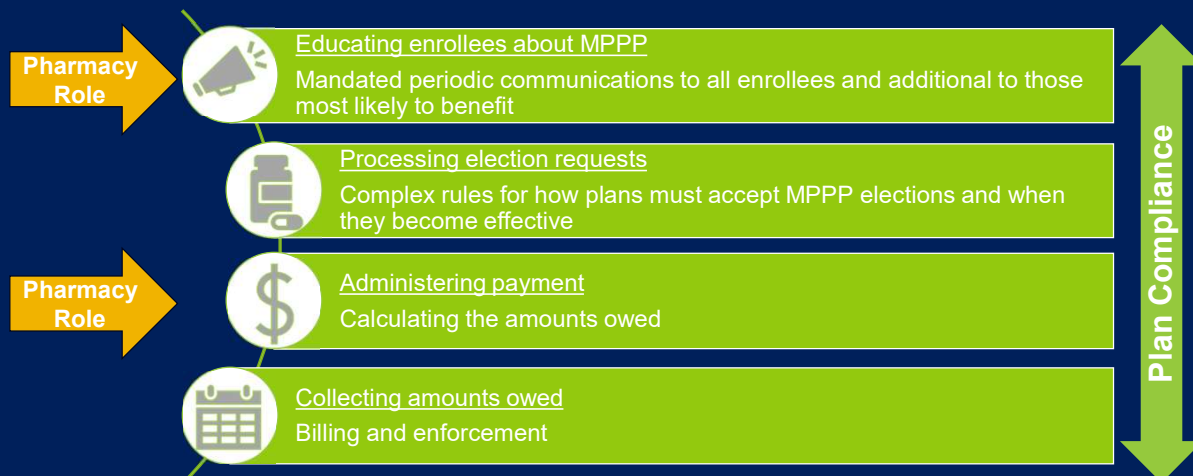 Pharmacy
Role
Educating enrollees about MPPP
Mandated periodic communications to all enrollees and additional to those
most likely to benefit
Processing election requests
Complex rules for how plans must accept MPPP elections and when
they become effective
Pharmacy
Role
Administering payment
Calculating the amounts owed
Collecting amounts owed
Billing and enforcement
Plan Compliance